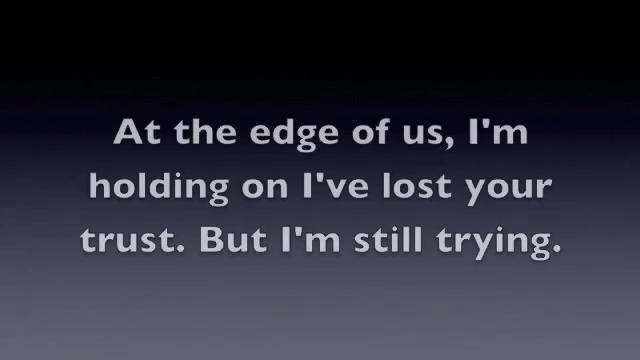 At the edge of us, I'm
holding on I've lost your
trust. But I'm still trying.